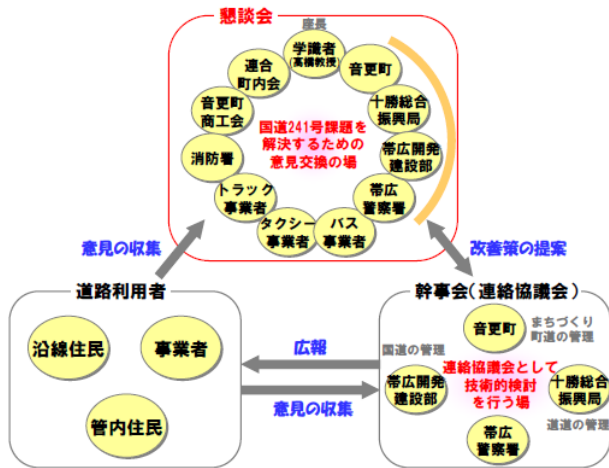 懇談会
座長
学識者
(高橋教授)
音更町
十勝総合
振興局
帯広開発
建設部
帯広
警察署
バス
事業者
タクシー
事業者
トラック
事業者
消防署
音更町
商工会
連合
町内会
国道241号課題を
解決するための
意見交換の場
意見の収集
改善策の提案
道路利用者
沿線住民
事業者
管内住民
広報
意見の収集
幹事会(連絡協議会)
音更町
まちづくり
町道の管理
国道の管理
帯広開発
建設部
連絡協議会として
技術的検討
を行う場
十勝総合
振興局
道道の管理
帯広
警察署